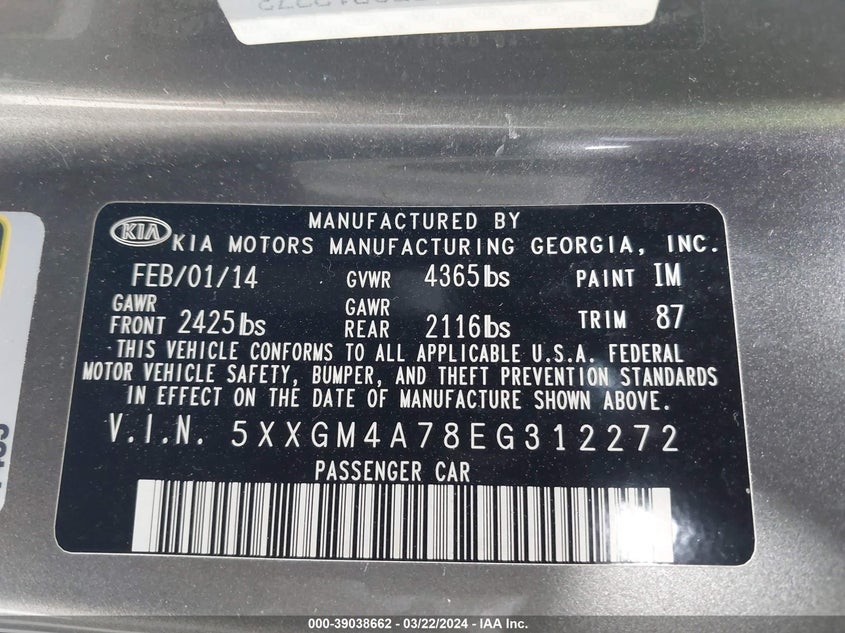 KIA
MANUFACTURED BY
KIA MOTORS MANUFACTURING GEORGIA, INC.
FEB/01/14 GVWR 4365lbs PAINT IM
GAWR FRONT 2425lbs GAWR REAR 2116lbs TRIM 87
THIS VEHICLE CONFORMS TO ALL APPLICABLE U.S.A. FEDERAL
MOTOR VEHICLE SAFETY, BUMPER, AND THEFT PREVENTION STANDARDS
IN EFFECT ON THE DATE OF MANUFACTURE SHOWN ABOVE.
V.I.N. 5XXGM4A78EG312272
PASSENGER CAR
000-39038662 - 03/22/2024 - IAA Inc.